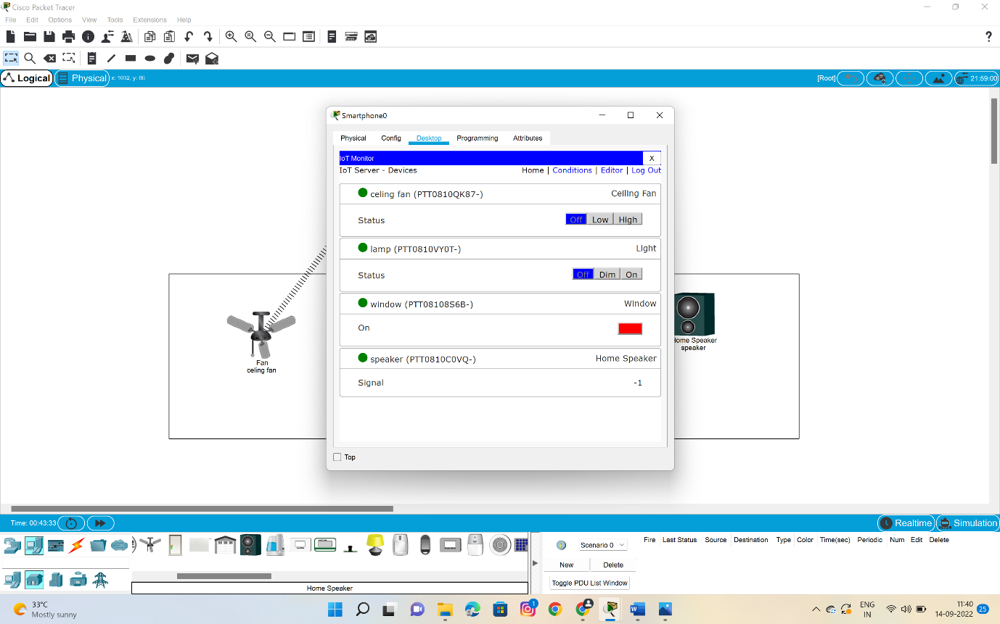 Cisco Packet Tracer
File Edit Options View Tools Extensions Help
?
Logical Physical x: 1032, y: 86 [Root] 21:59:00
Smartphone0
Physical Config Desktop Programming Attributes
IoT Monitor X
IoT Server - Devices Home | Conditions | Editor | Log Out
celing fan (PTT0810QK87-) Ceiling Fan
Status Off Low High
lamp (PTT0810VY0T-) Light
Status Off Dim On
window (PTT08108S6B-) Window
On
speaker (PTT0810C0VQ-) Home Speaker
Signal -1
Top
Fan
celing fan
Home Speaker
speaker
Time: 00:43:33 Realtime Simulation
Scenario 0 Fire Last Status Source Destination Type Color Time(sec) Periodic Num Edit Delete
New Delete
Toggle PDU List Window
Home Speaker
33°C
Mostly sunny
1
ENG
IN
11:40
14-09-2022
25